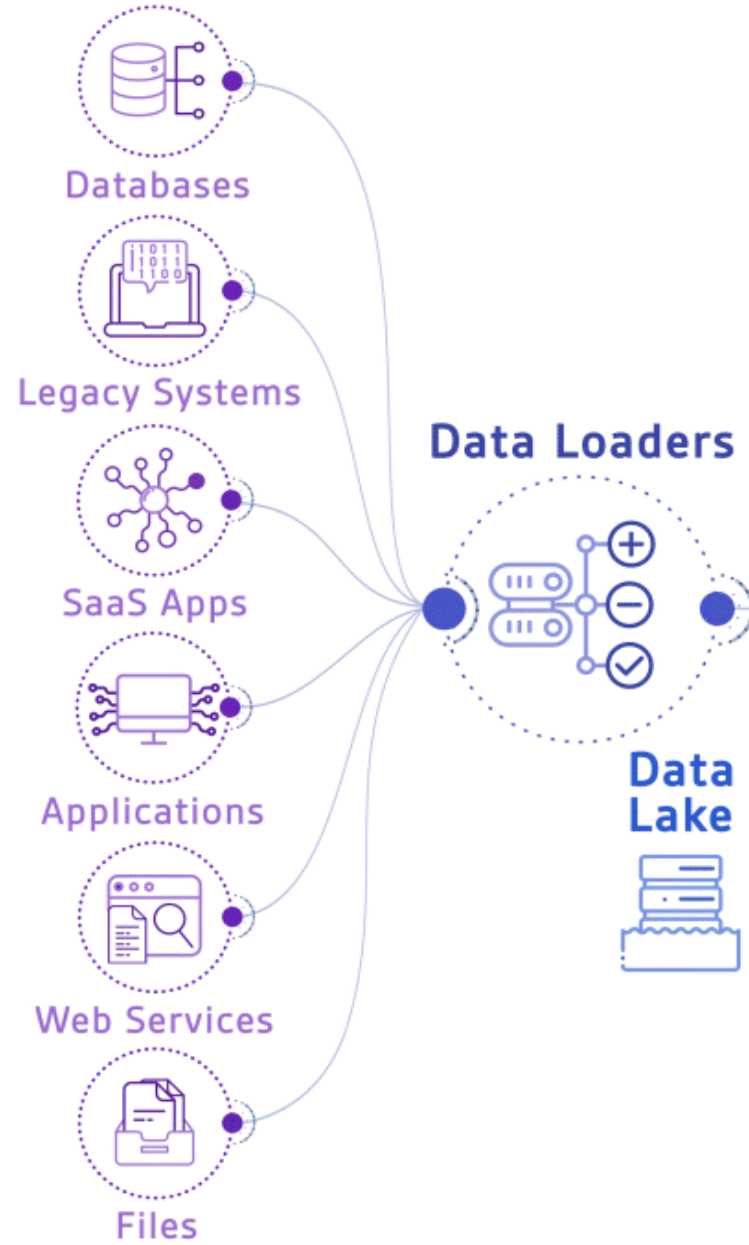 Databases
Legacy Systems
SaaS Apps
Applications
Web Services
Files
Data Loaders
Data
Lake